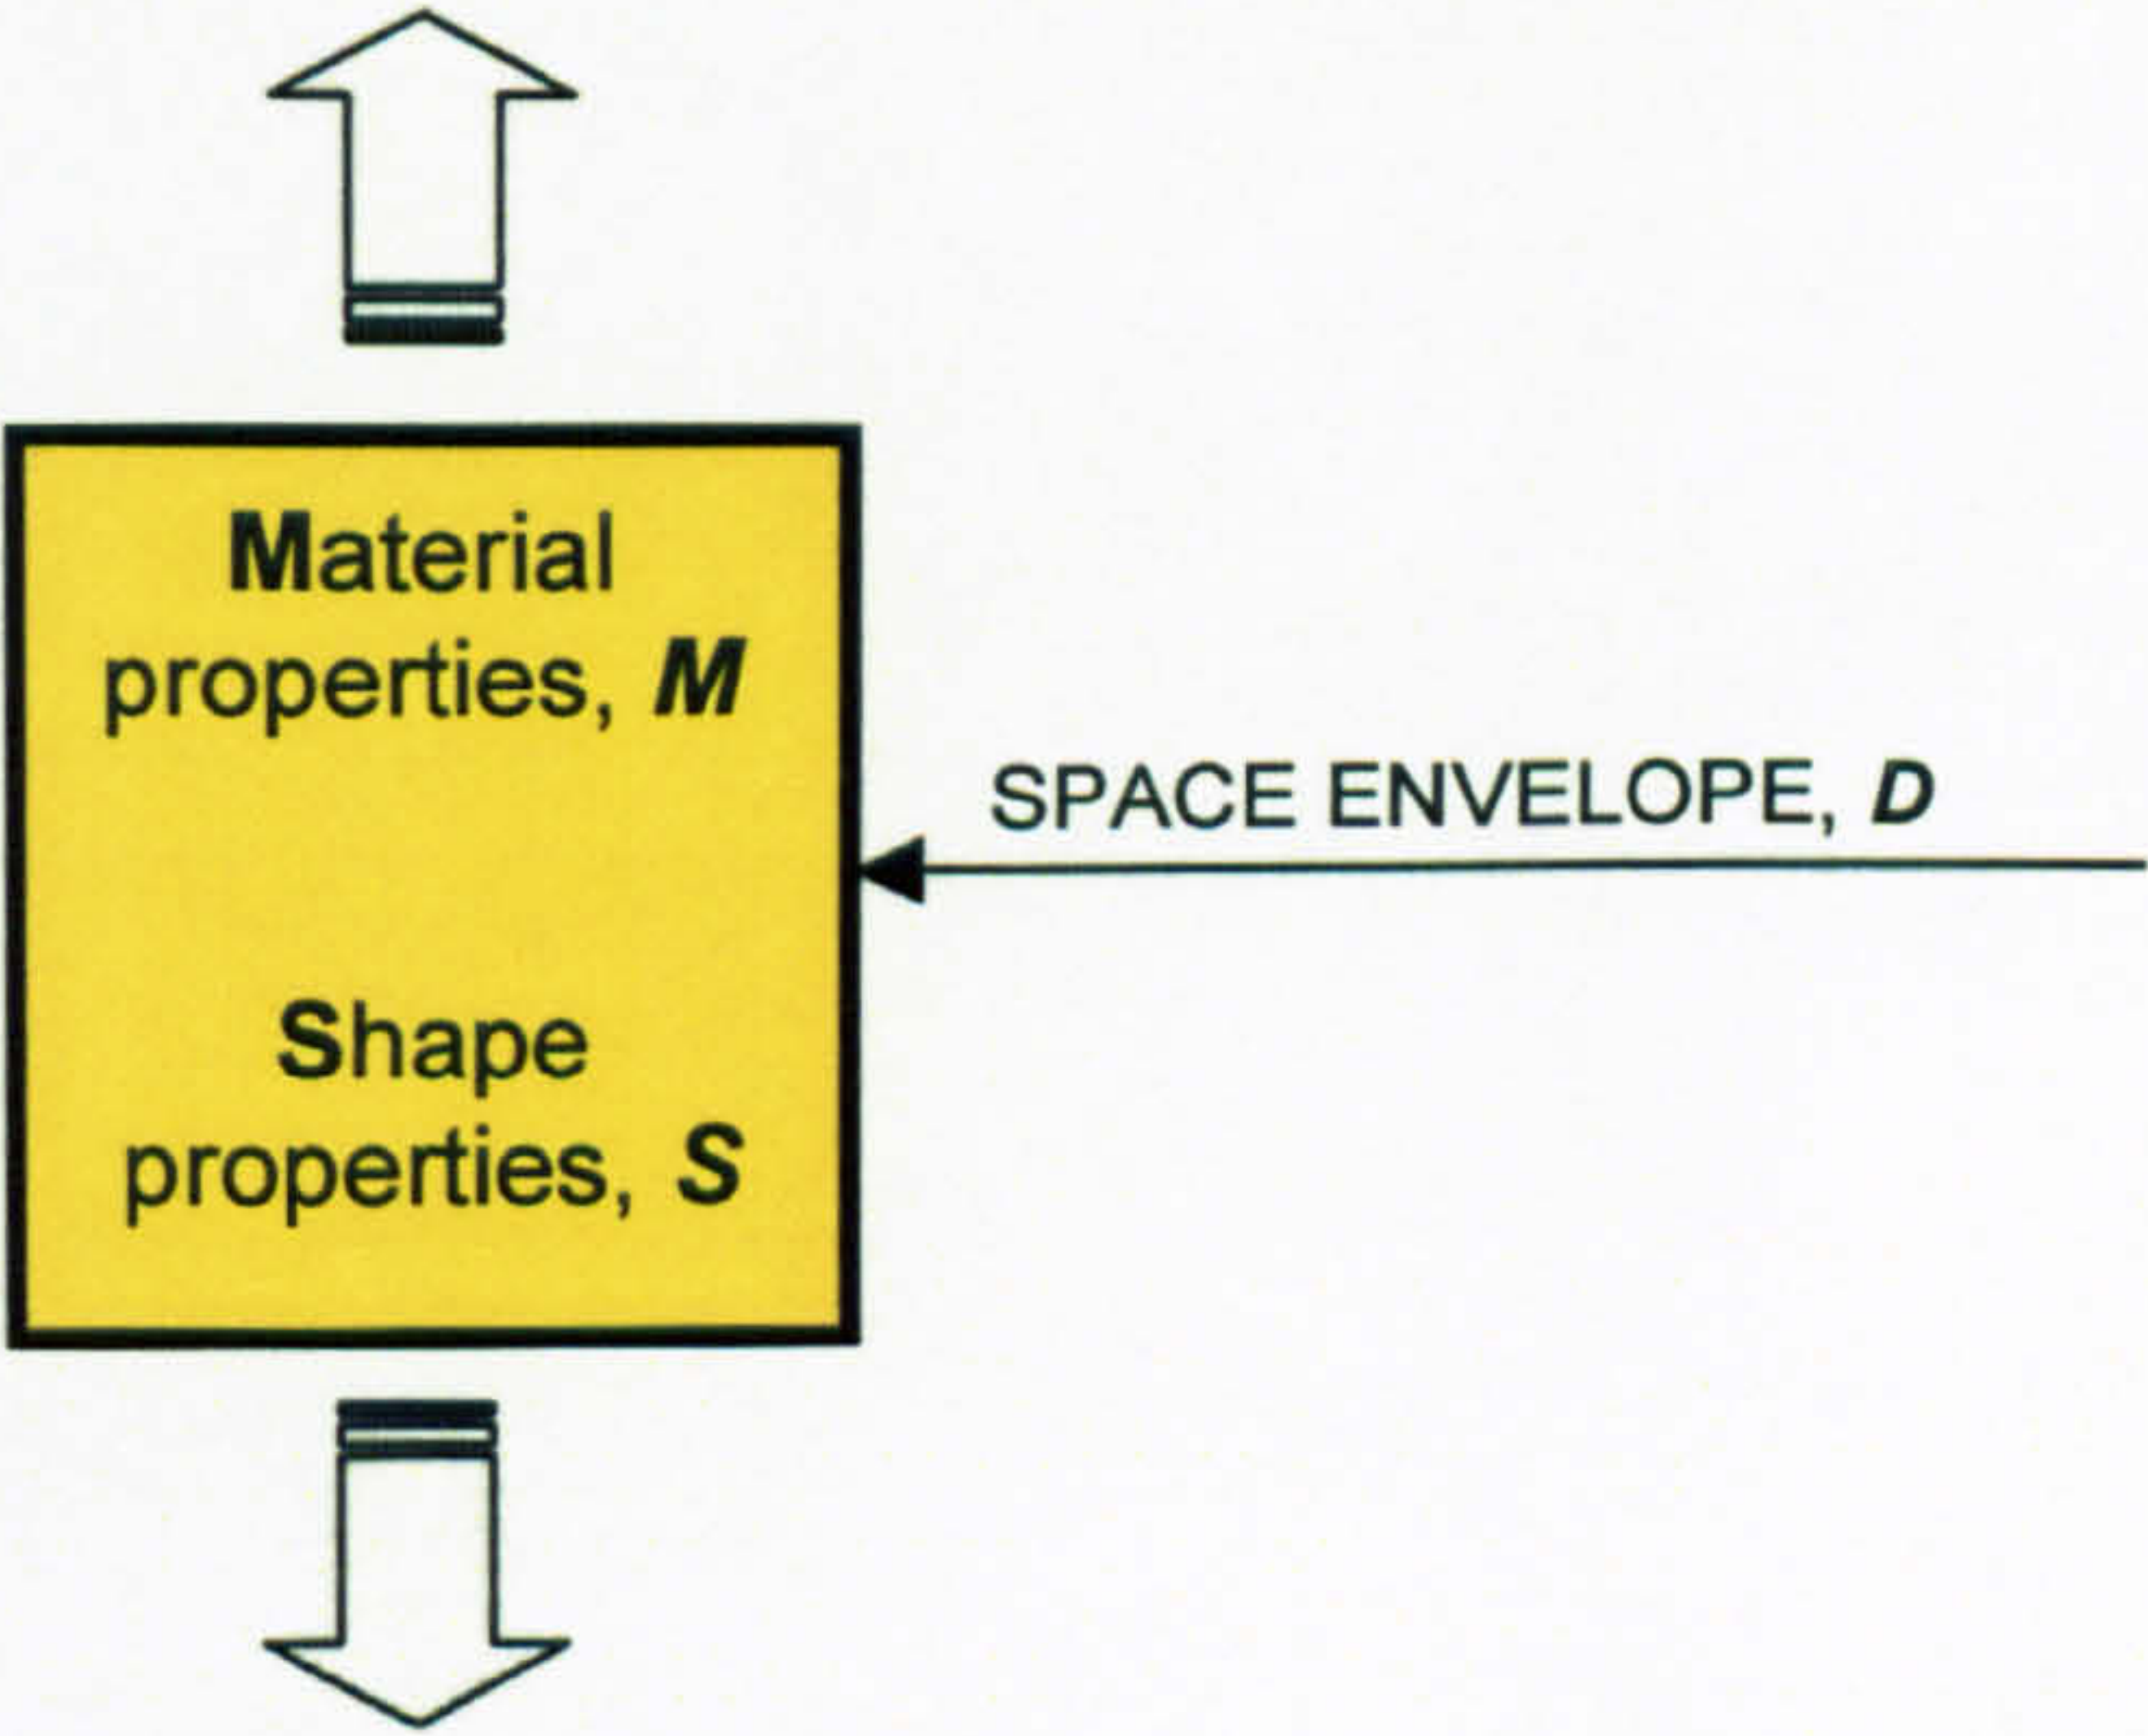 Material
properties, M
SPACE ENVELOPE, D
Shape
properties, S